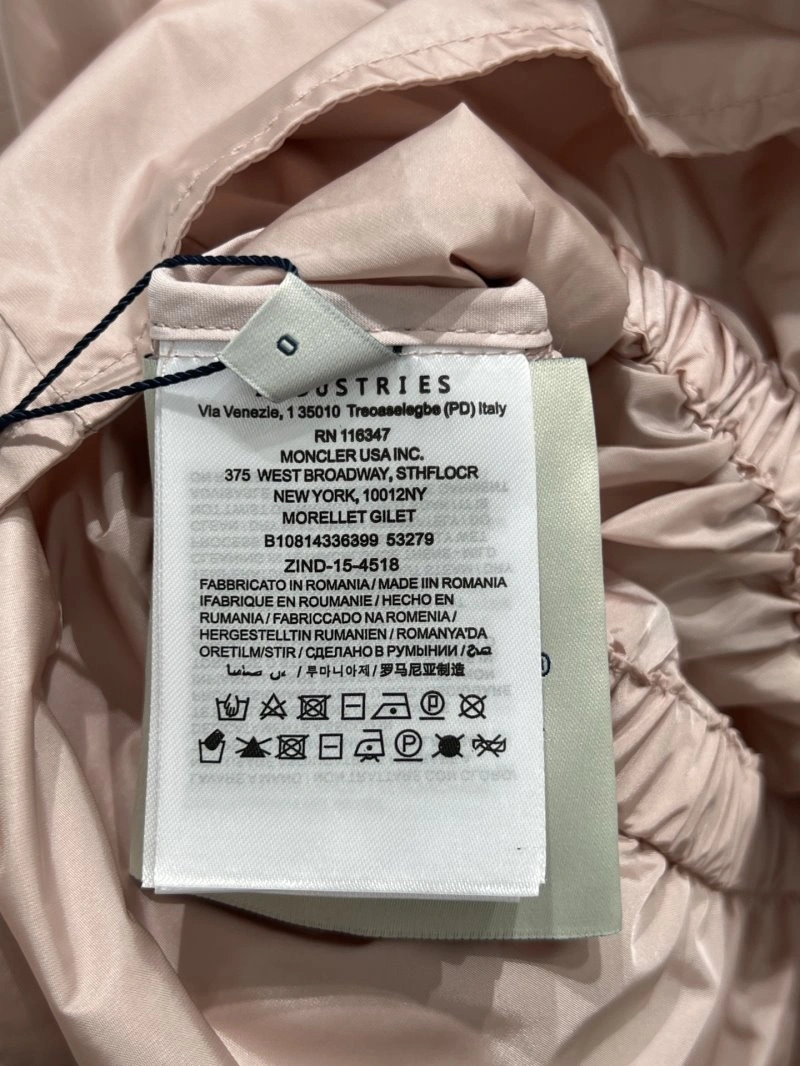 0
INDUSTRIES
Via Venezie, 1 35010 Treoaselegbe (PD) Italy
RN 116347
MONCLER USA INC.
375 WEST BROADWAY, STHFLOCR
NEW YORK, 10012NY
MORELLET GILET
B10814336399 53279
ZIND-15-4518
FABBRICATO IN ROMANIA / MADE IIN ROMANIA
IFABRIQUE EN ROUMANIE / HECHO EN
RUMANIA / FABRICCADO NA ROMENIA /
HERGESTELLTIN RUMANIEN / ROMANYA'DA
ORETILM/STIR / СДЕЛАНО В РУМЫНИИ /
/ 루마니아제 / 罗马尼亚制造
P
P